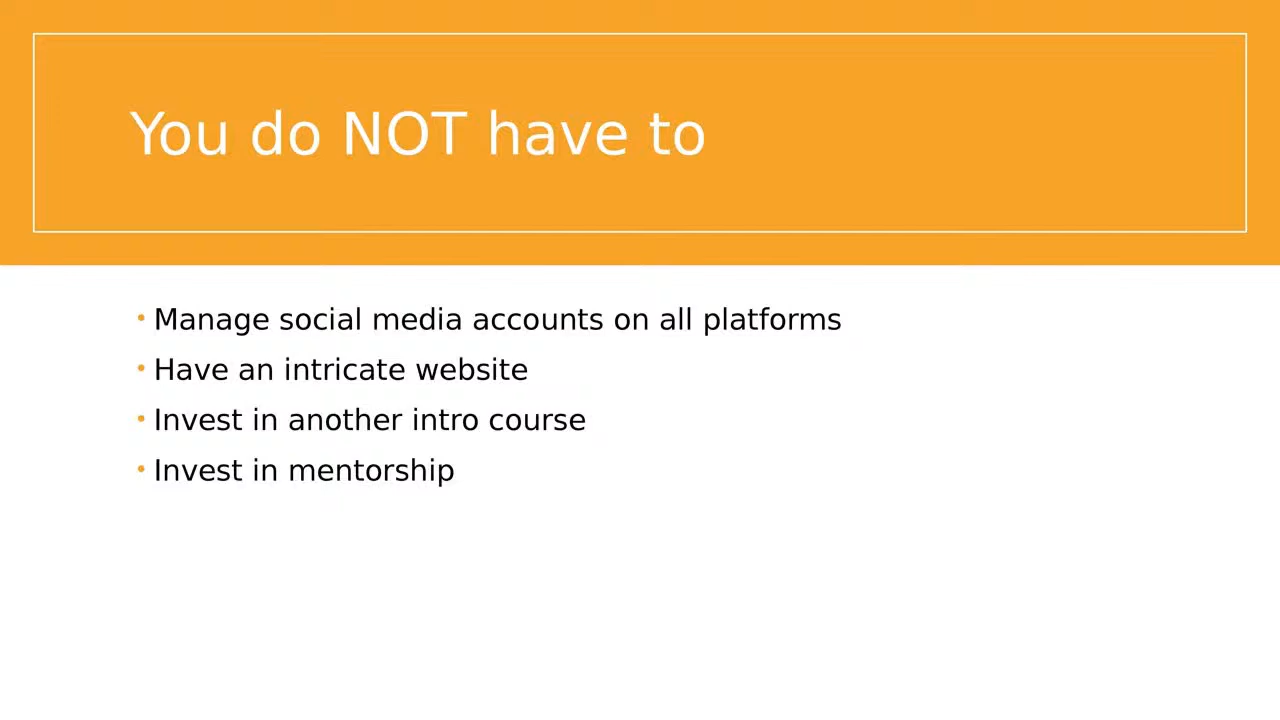 You do NOT have to
• Manage social media accounts on all platforms
• Have an intricate website
• Invest in another intro course
• Invest in mentorship